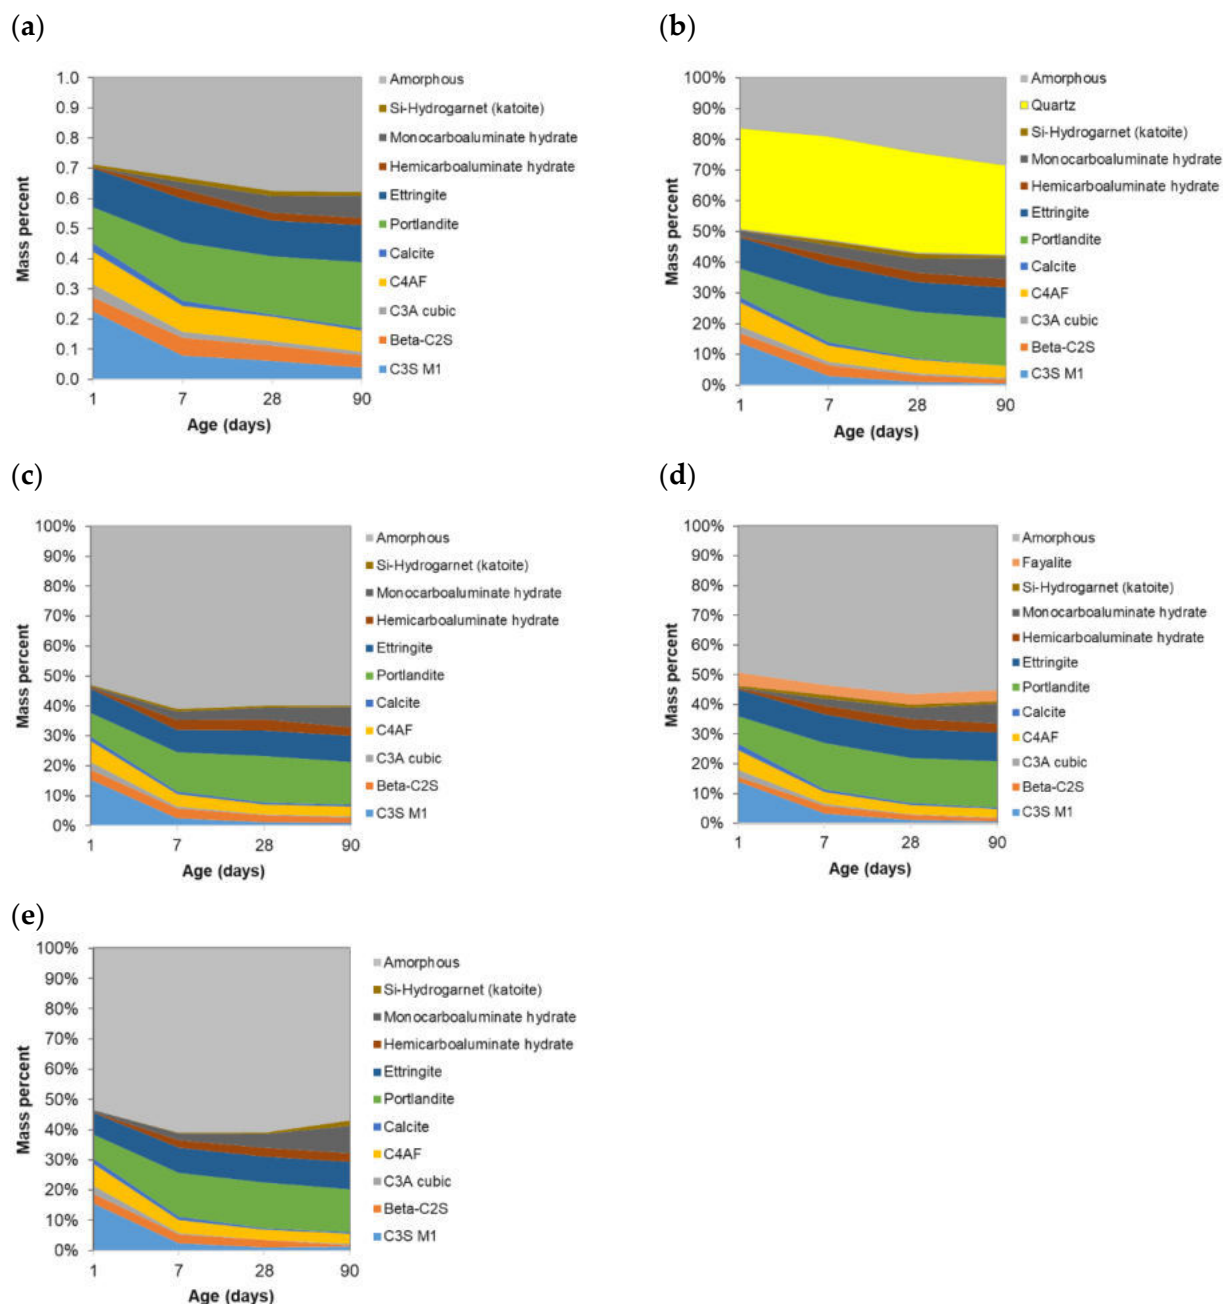 (a)
1.0
0.9
0.8
0.7
0.6
0.5
0.4
0.3
0.2
0.1
0.0
Mass percent
1 7 28 90
Age (days)
Amorphous
Si-Hydrogarnet (katoite)
Monocarboaluminate hydrate
Hemicarboaluminate hydrate
Ettringite
Portlandite
Calcite
C4AF
C3A cubic
Beta-C2S
C3S M1
(b)
100%
90%
80%
70%
60%
50%
40%
30%
20%
10%
0%
Mass percent
1 7 28 90
Age (days)
Amorphous
Quartz
Si-Hydrogarnet (katoite)
Monocarboaluminate hydrate
Hemicarboaluminate hydrate
Ettringite
Portlandite
Calcite
C4AF
C3A cubic
Beta-C2S
C3S M1
(c)
100%
90%
80%
70%
60%
50%
40%
30%
20%
10%
0%
Mass percent
1 7 28 90
Age (days)
Amorphous
Si-Hydrogarnet (katoite)
Monocarboaluminate hydrate
Hemicarboaluminate hydrate
Ettringite
Portlandite
Calcite
C4AF
C3A cubic
Beta-C2S
C3S M1
(d)
100%
90%
80%
70%
60%
50%
40%
30%
20%
10%
0%
Mass percent
1 7 28 90
Age (days)
Amorphous
Fayalite
Si-Hydrogarnet (katoite)
Monocarboaluminate hydrate
Hemicarboaluminate hydrate
Ettringite
Portlandite
Calcite
C4AF
C3A cubic
Beta-C2S
C3S M1
(e)
100%
90%
80%
70%
60%
50%
40%
30%
20%
10%
0%
Mass percent
1 7 28 90
Age (days)
Amorphous
Si-Hydrogarnet (katoite)
Monocarboaluminate hydrate
Hemicarboaluminate hydrate
Ettringite
Portlandite
Calcite
C4AF
C3A cubic
Beta-C2S
C3S M1